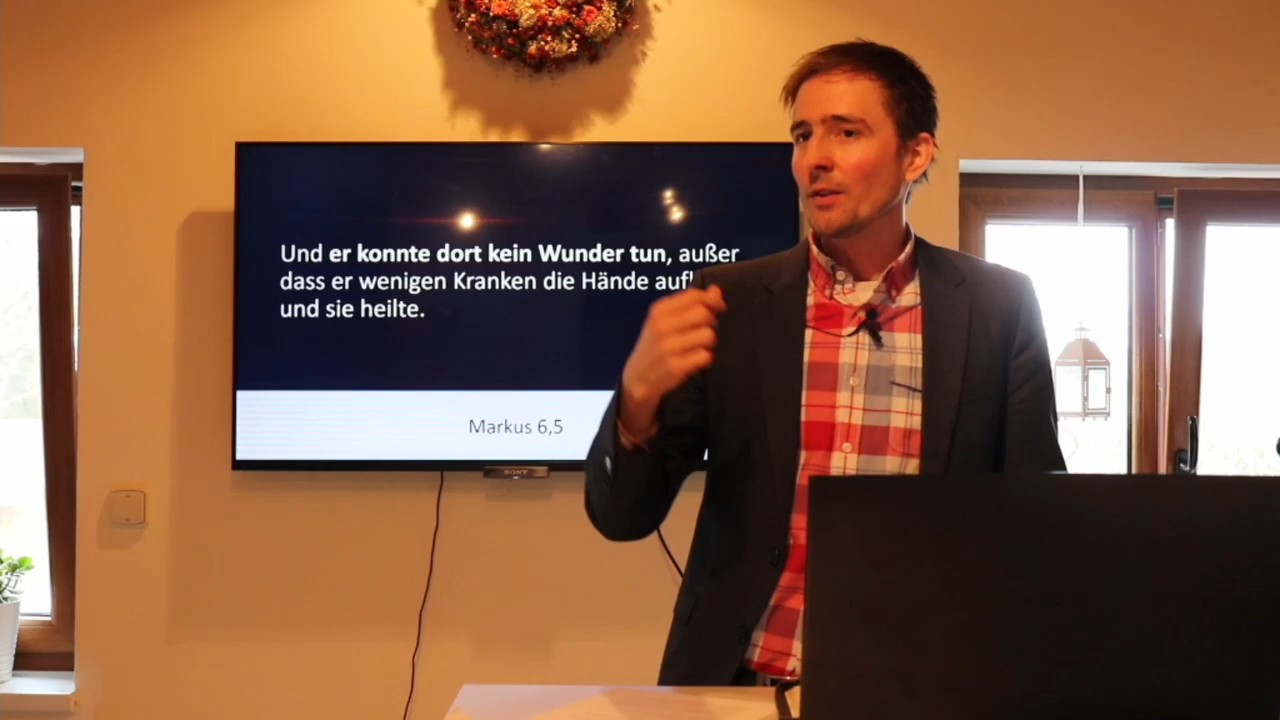 Und er konnte dort kein Wunder tun, außer
dass er wenigen Kranken die Hände
und sie heilte.
Markus 6,5
SONY